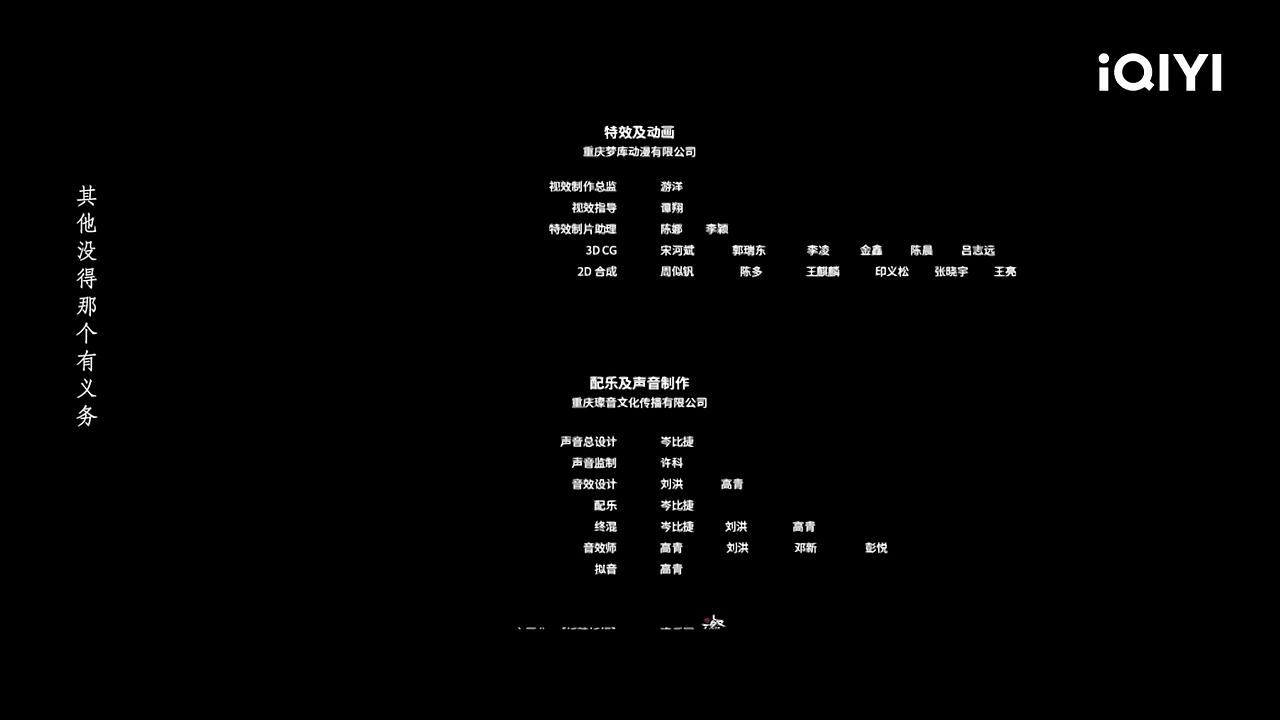 iQIYI
其他没得那个有义务
特效及动画
重庆梦库动漫有限公司
视效制作总监 游洋
视效指导 谭翔
特效制片助理 陈娜 李颖
3D CG 宋河斌 郭瑞东 李凌 金鑫 陈晨 吕志远
2D 合成 周似钒 陈多 王麒麟 印义松 张晓宇 王亮
配乐及声音制作
重庆瑧音文化传播有限公司
声音总设计 岑比捷
声音监制 许科
音效设计 刘洪 高青
配乐 岑比捷
终混 岑比捷 刘洪 高青
音效师 高青 刘洪 邓新 彭悦
拟音 高青